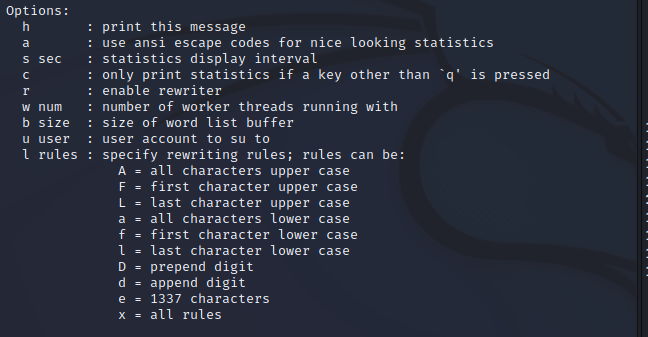 Options:
  h       : print this message
  a       : use ansi escape codes for nice looking statistics
  s sec   : statistics display interval
  c       : only print statistics if a key other than `q' is pressed
  r       : enable rewriter
  w num   : number of worker threads running with
  b size  : size of word list buffer
  u user  : user account to su to
  l rules : specify rewriting rules; rules can be:
              A = all characters upper case
              F = first character upper case
              L = last character upper case
              a = all characters lower case
              f = first character lower case
              l = last character lower case
              D = prepend digit
              d = append digit
              e = 1337 characters
              x = all rules